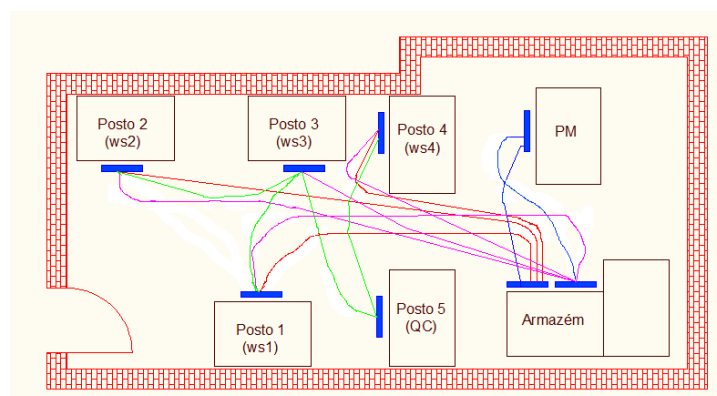 Posto 2
(ws2)
Posto 3
(ws3)
Posto 4
(ws4)
PM
Posto 1
(ws1)
Posto 5
(QC)
Armazém